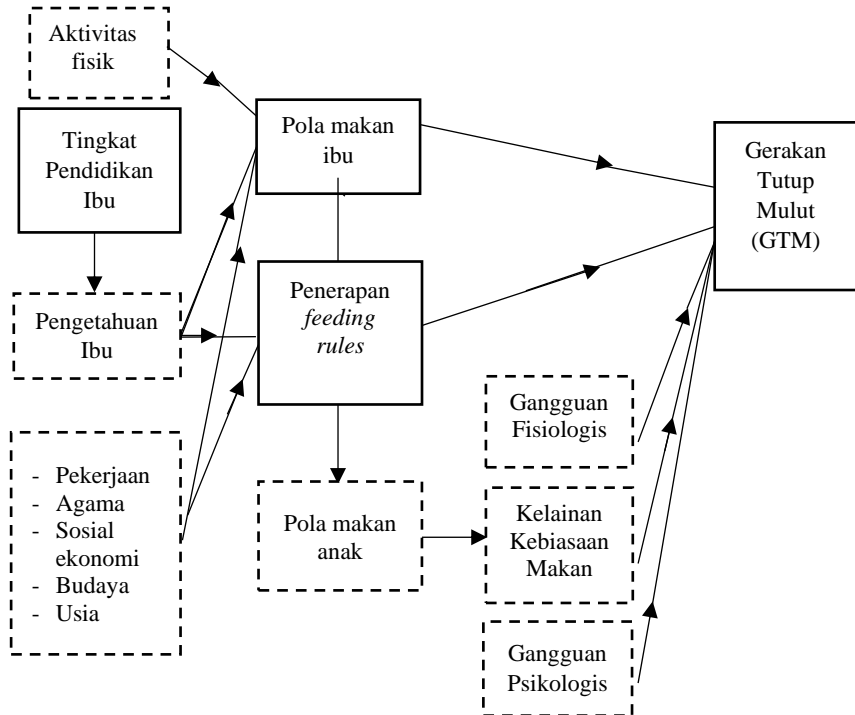 Aktivitas
fisik
Tingkat
Pendidikan
Ibu
Pengetahuan
Ibu
- Pekerjaan
- Agama
- Sosial
ekonomi
- Budaya
- Usia
Pola makan
ibu
Penerapan
feeding
rules
Pola makan
anak
Gangguan
Fisiologis
Kelainan
Kebiasaan
Makan
Gangguan
Psikologis
Gerakan
Tutup
Mulut
(GTM)